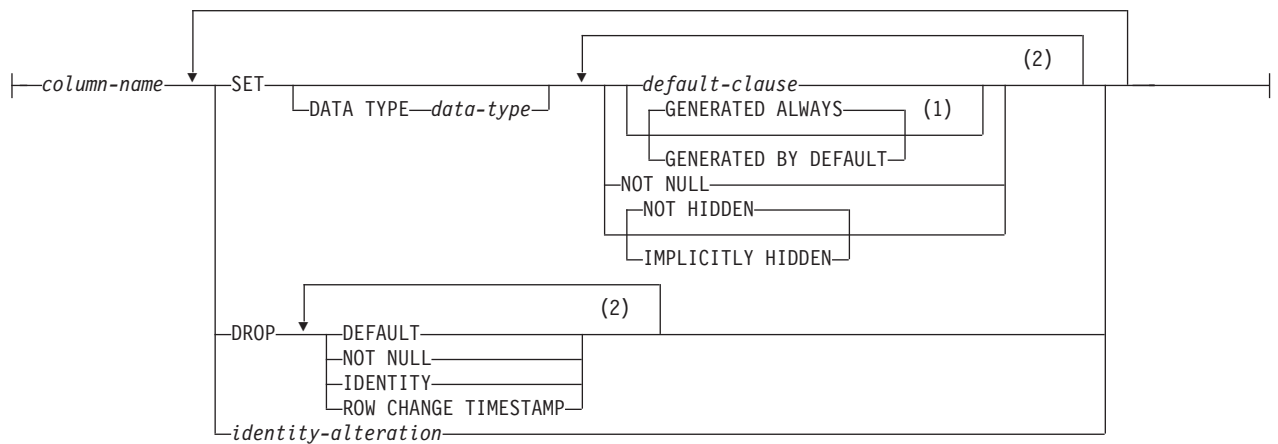 (2)
column-name SET default-clause
DATA TYPE data-type GENERATED ALWAYS (1)
GENERATED BY DEFAULT
NOT NULL
NOT HIDDEN
IMPLICITLY HIDDEN
(2)
DROP DEFAULT
NOT NULL
IDENTITY
ROW CHANGE TIMESTAMP
identity-alteration